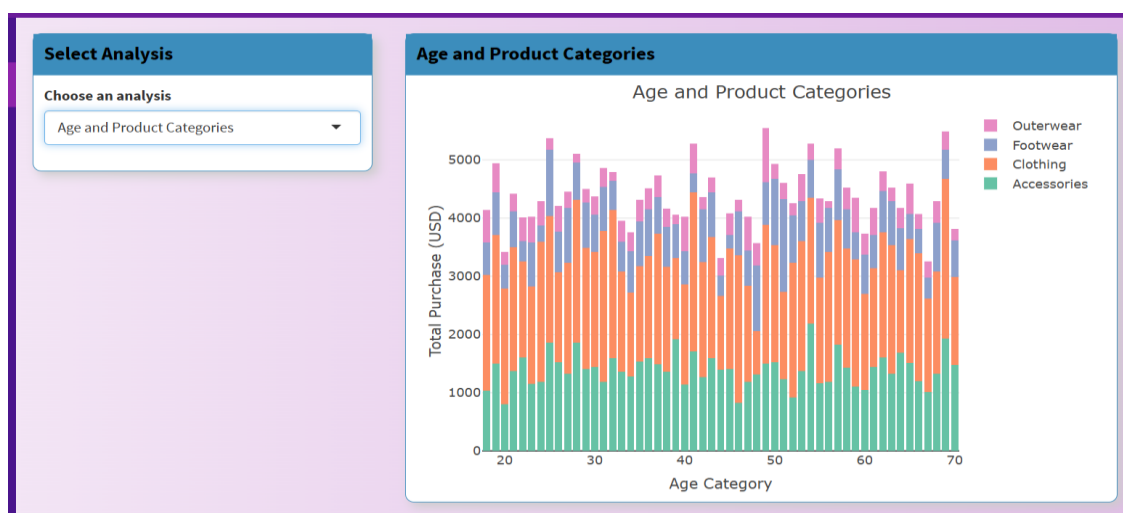 Select Analysis
Choose an analysis
Age and Product Categories
Age and Product Categories
Age and Product Categories
Outerwear
Footwear
Clothing
Accessories
Total Purchase (USD)
5000
4000
3000
2000
1000
0
20 30 40 50 60 70
Age Category